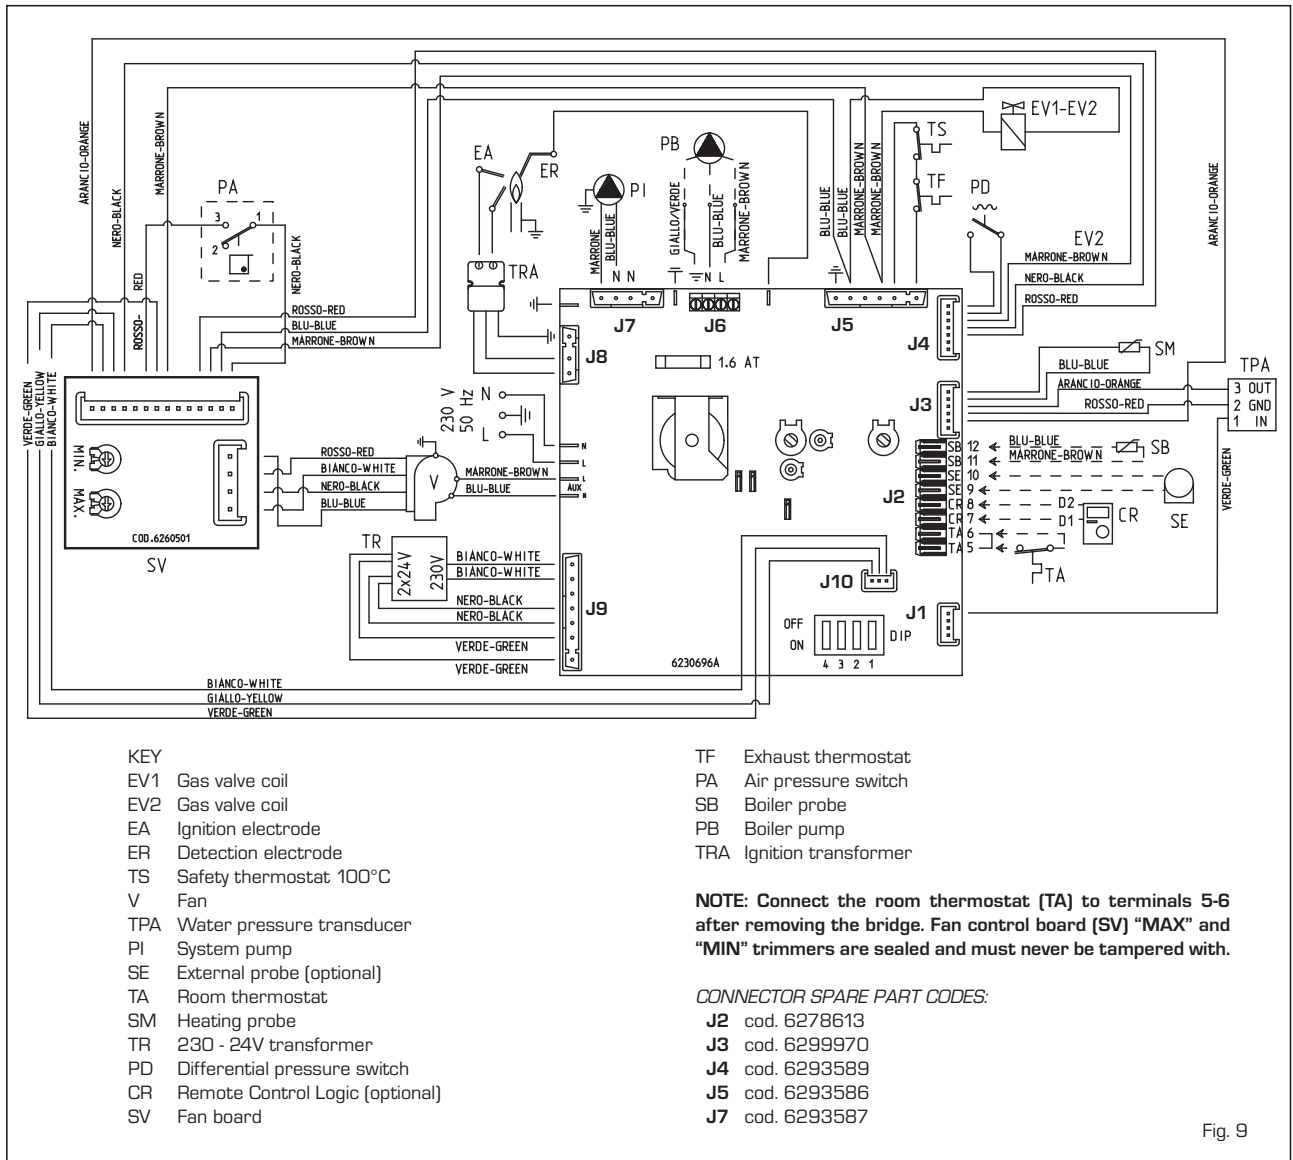 ARANCIO-ORANGE
NERO-BLACK
MARRONE-BROWN
PA
3
1
2
ROSSO-
RED
NERO-BLACK
ROSSO-RED
BLU-BLUE
MARRONE-BROWN
EA
ER
TRA
PI
MARRONE
BLU-BLUE
N N
PB
GIALLO/VERDE
BLU-BLUE
MARRONE-BROWN
N L
BLU-BLUE
BLU-BLUE
MARRONE-BROWN
MARRONE-BROWN
TS
TF
EV1-EV2
PD
EV2
MARRONE-BROWN
NERO-BLACK
ROSSO-RED
ARANCIO-ORANGE
J7
J6
J5
J4
J8
1.6 AT
SM
BLU-BLUE
ARANCIO-ORANGE
ROSSO-RED
TPA
3 OUT
2 GND
1 IN
J3
VERDE-GREEN
GIALLO-YELLOW
BIANCO-WHITE
MIN.
MAX.
COD.6260501
SV
ROSSO-RED
BIANCO-WHITE
NERO-BLACK
BLU-BLUE
V
MARRONE-BROWN
BLU-BLUE
230 V
50 Hz
N
L
N
L
L
AUX
N
J2
SB 12
SB 11
SE 10
SE 9
CR 8
CR 7
TA 6
TA 5
BLU-BLUE
MARRONE-BROWN
SB
D2
D1
CR
SE
TA
VERDE-GREEN
TR
2x24V
230V
BIANCO-WHITE
BIANCO-WHITE
NERO-BLACK
NERO-BLACK
VERDE-GREEN
VERDE-GREEN
J9
J10
J1
OFF
ON
DIP
4 3 2 1
6230696A
BIANCO-WHITE
GIALLO-YELLOW
VERDE-GREEN
KEY
EV1 Gas valve coil
EV2 Gas valve coil
EA Ignition electrode
ER Detection electrode
TS Safety thermostat 100°C
V Fan
TPA Water pressure transducer
PI System pump
SE External probe (optional)
TA Room thermostat
SM Heating probe
TR 230 - 24V transformer
PD Differential pressure switch
CR Remote Control Logic (optional)
SV Fan board
TF Exhaust thermostat
PA Air pressure switch
SB Boiler probe
PB Boiler pump
TRA Ignition transformer
NOTE: Connect the room thermostat (TA) to terminals 5-6
after removing the bridge. Fan control board (SV) “MAX” and
“MIN” trimmers are sealed and must never be tampered with.
CONNECTOR SPARE PART CODES:
J2 cod. 6278613
J3 cod. 6299970
J4 cod. 6293589
J5 cod. 6293586
J7 cod. 6293587
Fig. 9